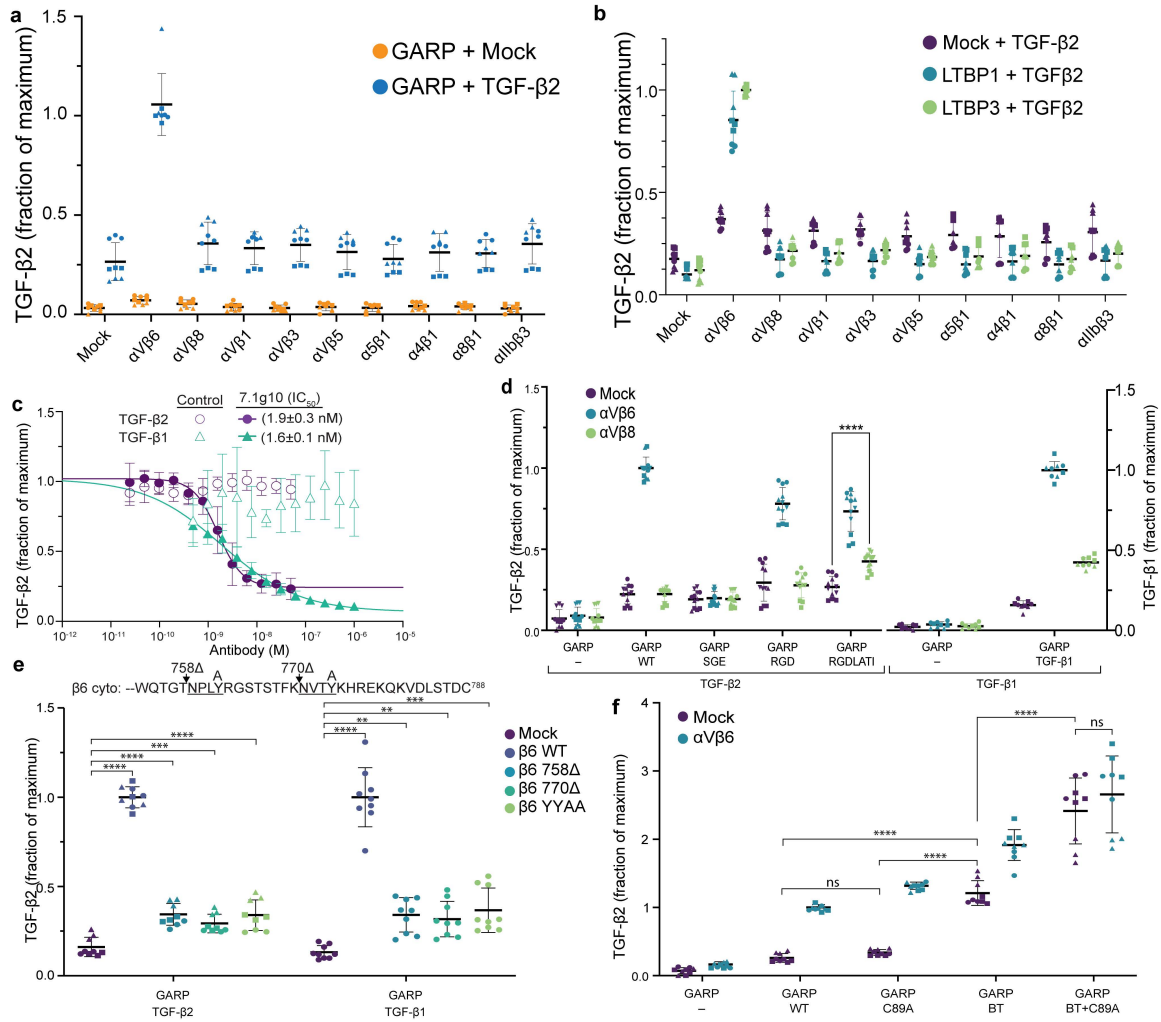 a
TGF-β2 (fraction of maximum)
1.5
1.0
0.5
0.0
GARP + Mock
GARP + TGF-β2
Mock
αVβ6
αVβ8
αVβ1
αVβ3
αVβ5
α5β1
α4β1
α8β1
αIIbβ3
b
TGF-β2 (fraction of maximum)
1.0
0.5
0.0
Mock + TGF-β2
LTBP1 + TGFβ2
LTBP3 + TGFβ2
Mock
αVβ6
αVβ8
αVβ1
αVβ3
αVβ5
α5β1
α4β1
α8β1
αIIbβ3
c
TGF-β2 (fraction of maximum)
1.5
1.0
0.5
0.0
Control 7.1g10 (IC50)
TGF-β2 (1.9±0.3 nM)
TGF-β1 (1.6±0.1 nM)
10-12 10-11 10-10 10-9 10-8 10-7 10-6 10-5
Antibody (M)
d
TGF-β2 (fraction of maximum)
1.5
1.0
0.5
0.0
Mock
αVβ6
αVβ8
****
1.5
1.0
0.5
0.0
TGF-β1 (fraction of maximum)
GARP GARP GARP GARP GARP GARP GARP
– WT SGE RGD RGDLATI – TGF-β1
TGF-β2 TGF-β1
e
758Δ A 770Δ A
β6 cyto: --WQTGTNPLYRGSTSTFKNVTYKHREKQKVDLSTDC788
TGF-β2 (fraction of maximum)
1.5
1.0
0.5
0.0
****
***
****
****
***
**
**
****
Mock
β6 WT
β6 758Δ
β6 770Δ
β6 YYAA
GARP GARP
TGF-β2 TGF-β1
f
TGF-β2 (fraction of maximum)
4
3
2
1
0.0
Mock
αVβ6
****
ns
****
****
ns
GARP GARP GARP GARP GARP
– WT C89A BT BT+C89A